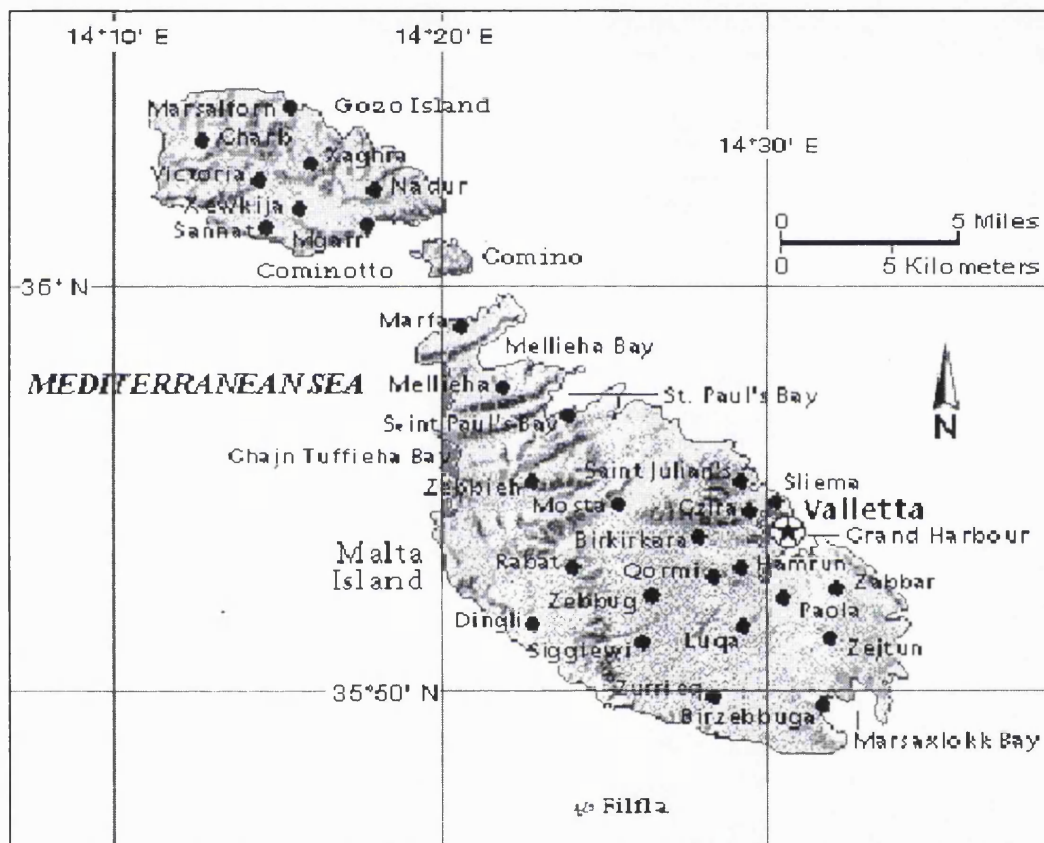 14°10' E
14°20' E
Marsalforn
Gozo Island
Gharb
14°30' E
Xaghra
Victoria
Nadur
Xewkija
0 5 Miles
Sannat
Mgarr
Comino
Cominotto
0 5 Kilometers
36° N
Marfa
Mellieha Bay
MEDITERRANEAN SEA
Mellieha
St. Paul's Bay
Saint Paul's Bay
N
Ghajn Tuffieha Bay
Saint Julian's
Sliema
Zebbieh
Mosta
Gzira
Valletta
Grand Harbour
Birkirkara
Malta
Island
Rabat
Qormi
Hamrun
Zabbar
Zebbug
Paola
Dingli
Luqa
Siggiewi
Zejtun
35°50' N
Zurrieq
Birzebbuga
Marsaxlokk Bay
Filfla